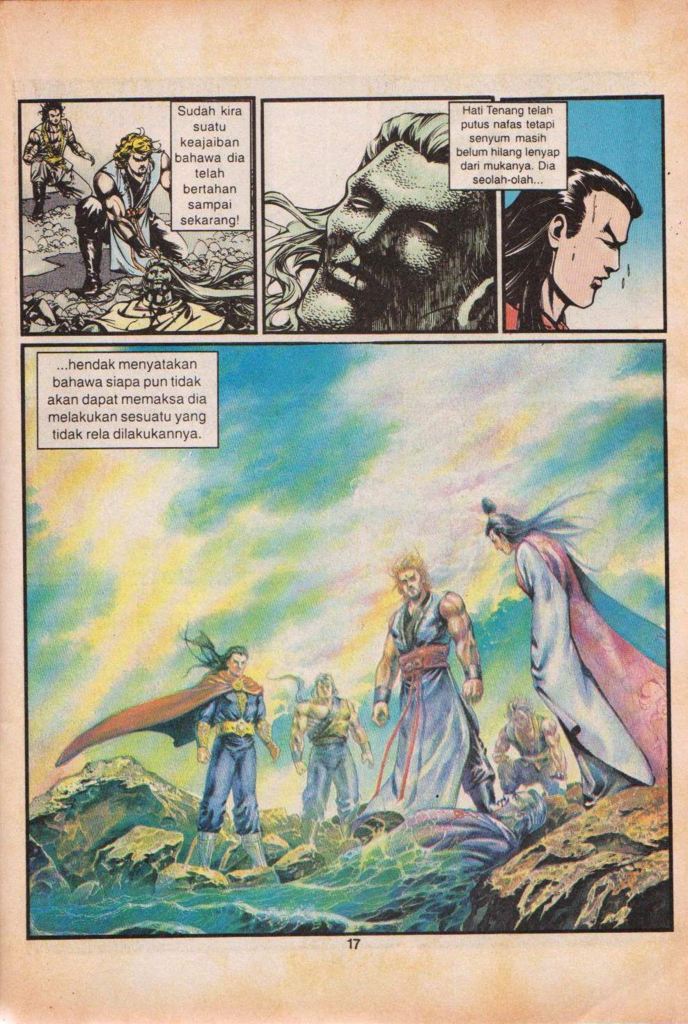 Sudah kira
suatu
keajaiban
bahawa dia
telah
bertahan
sampai
sekarang!
Hati Tenang telah
putus nafas tetapi
senyum masih
belum hilang lenyap
dari mukanya. Dia
seolah-olah...
...hendak menyatakan
bahawa siapa pun tidak
akan dapat memaksa dia
melakukan sesuatu yang
tidak rela dilakukannya.
17